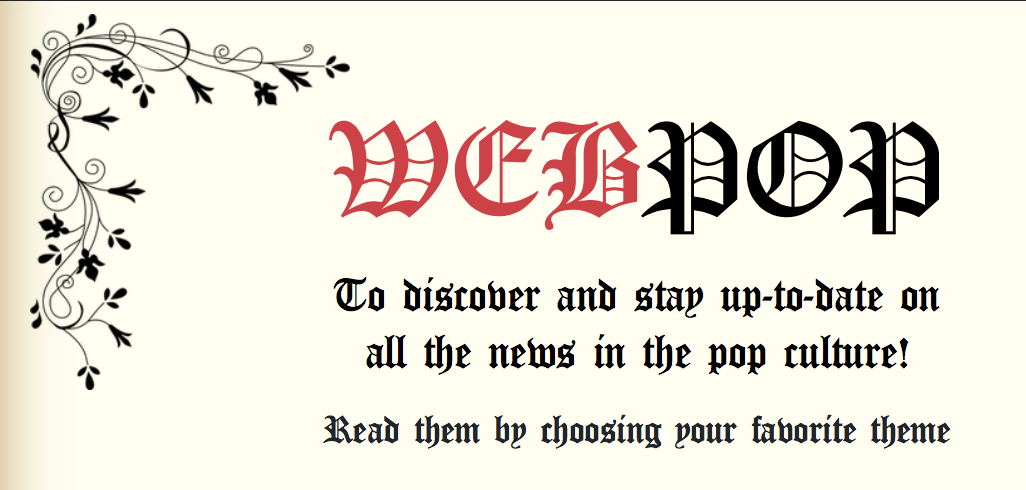 WEBPOP
To discover and stay up-to-date on
all the news in the pop culture!
Read them by choosing your favorite theme